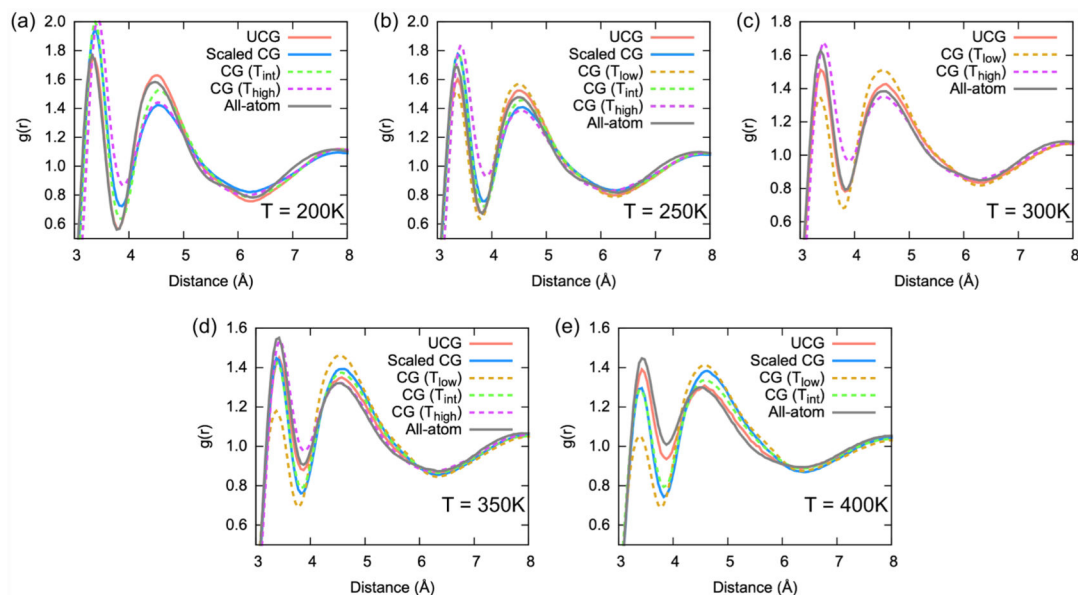 (a)
2.0
1.8
1.6
1.4
1.2
1.0
0.8
0.6
g(r)
UCG
Scaled CG
CG (Tint)
CG (Thigh)
All-atom
T = 200K
3 4 5 6 7 8
Distance (Å)
(b)
2.0
1.8
1.6
1.4
1.2
1.0
0.8
0.6
g(r)
UCG
Scaled CG
CG (Tlow)
CG (Tint)
CG (Thigh)
All-atom
T = 250K
3 4 5 6 7 8
Distance (Å)
(c)
1.8
1.6
1.4
1.2
1.0
0.8
0.6
g(r)
UCG
CG (Tlow)
CG (Thigh)
All-atom
T = 300K
3 4 5 6 7 8
Distance (Å)
(d)
1.6
1.4
1.2
1.0
0.8
0.6
g(r)
UCG
Scaled CG
CG (Tlow)
CG (Tint)
CG (Thigh)
All-atom
T = 350K
3 4 5 6 7 8
Distance (Å)
(e)
1.6
1.4
1.2
1.0
0.8
0.6
g(r)
UCG
Scaled CG
CG (Tlow)
CG (Tint)
All-atom
T = 400K
3 4 5 6 7 8
Distance (Å)